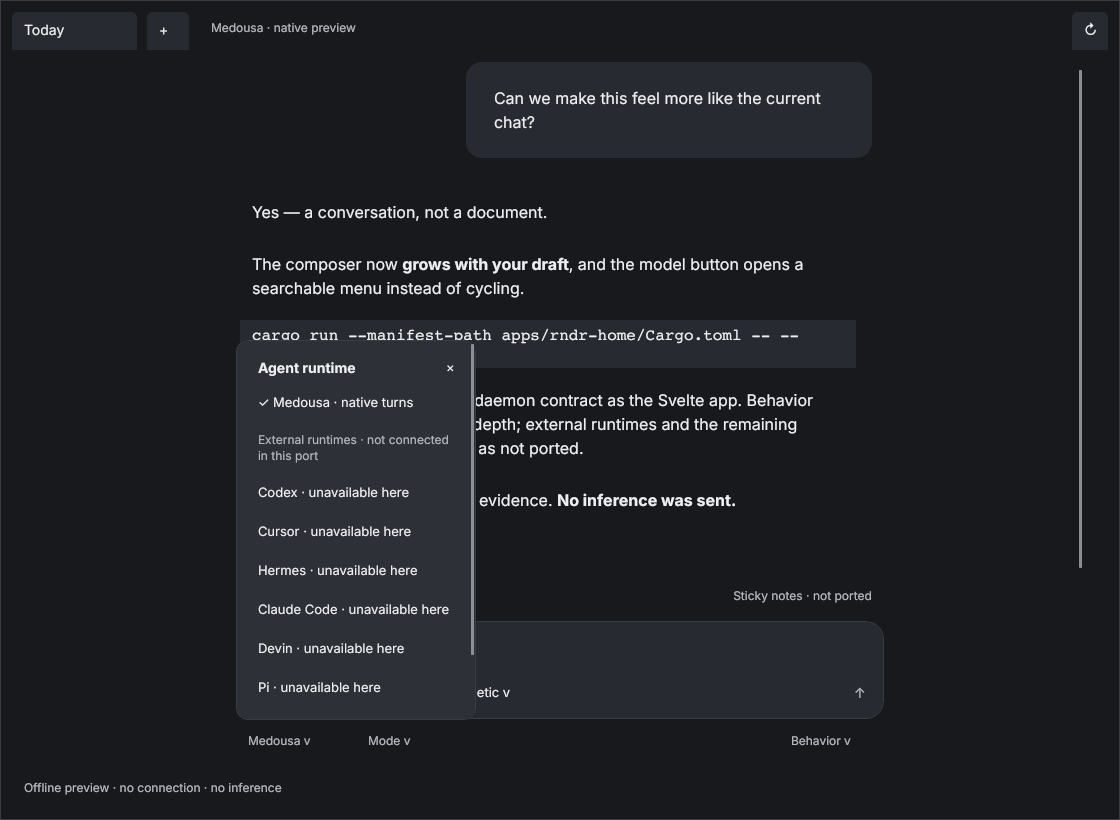 Today
+
Medousa · native preview
Can we make this feel more like the current
chat?
Yes — a conversation, not a document.
The composer now grows with your draft, and the model button opens a
searchable menu instead of cycling.
cargo run --manifest-path apps/rndr-home/Cargo.toml -- --
Agent runtime
×
✓ Medousa · native turns
External runtimes · not connected
in this port
Codex · unavailable here
Cursor · unavailable here
Hermes · unavailable here
Claude Code · unavailable here
Devin · unavailable here
Pi · unavailable here
daemon contract as the Svelte app. Behavior
depth; external runtimes and the remaining
as not ported.
evidence. No inference was sent.
Sticky notes · not ported
etic v
↑
Medousa v
Mode v
Behavior v
Offline preview · no connection · no inference